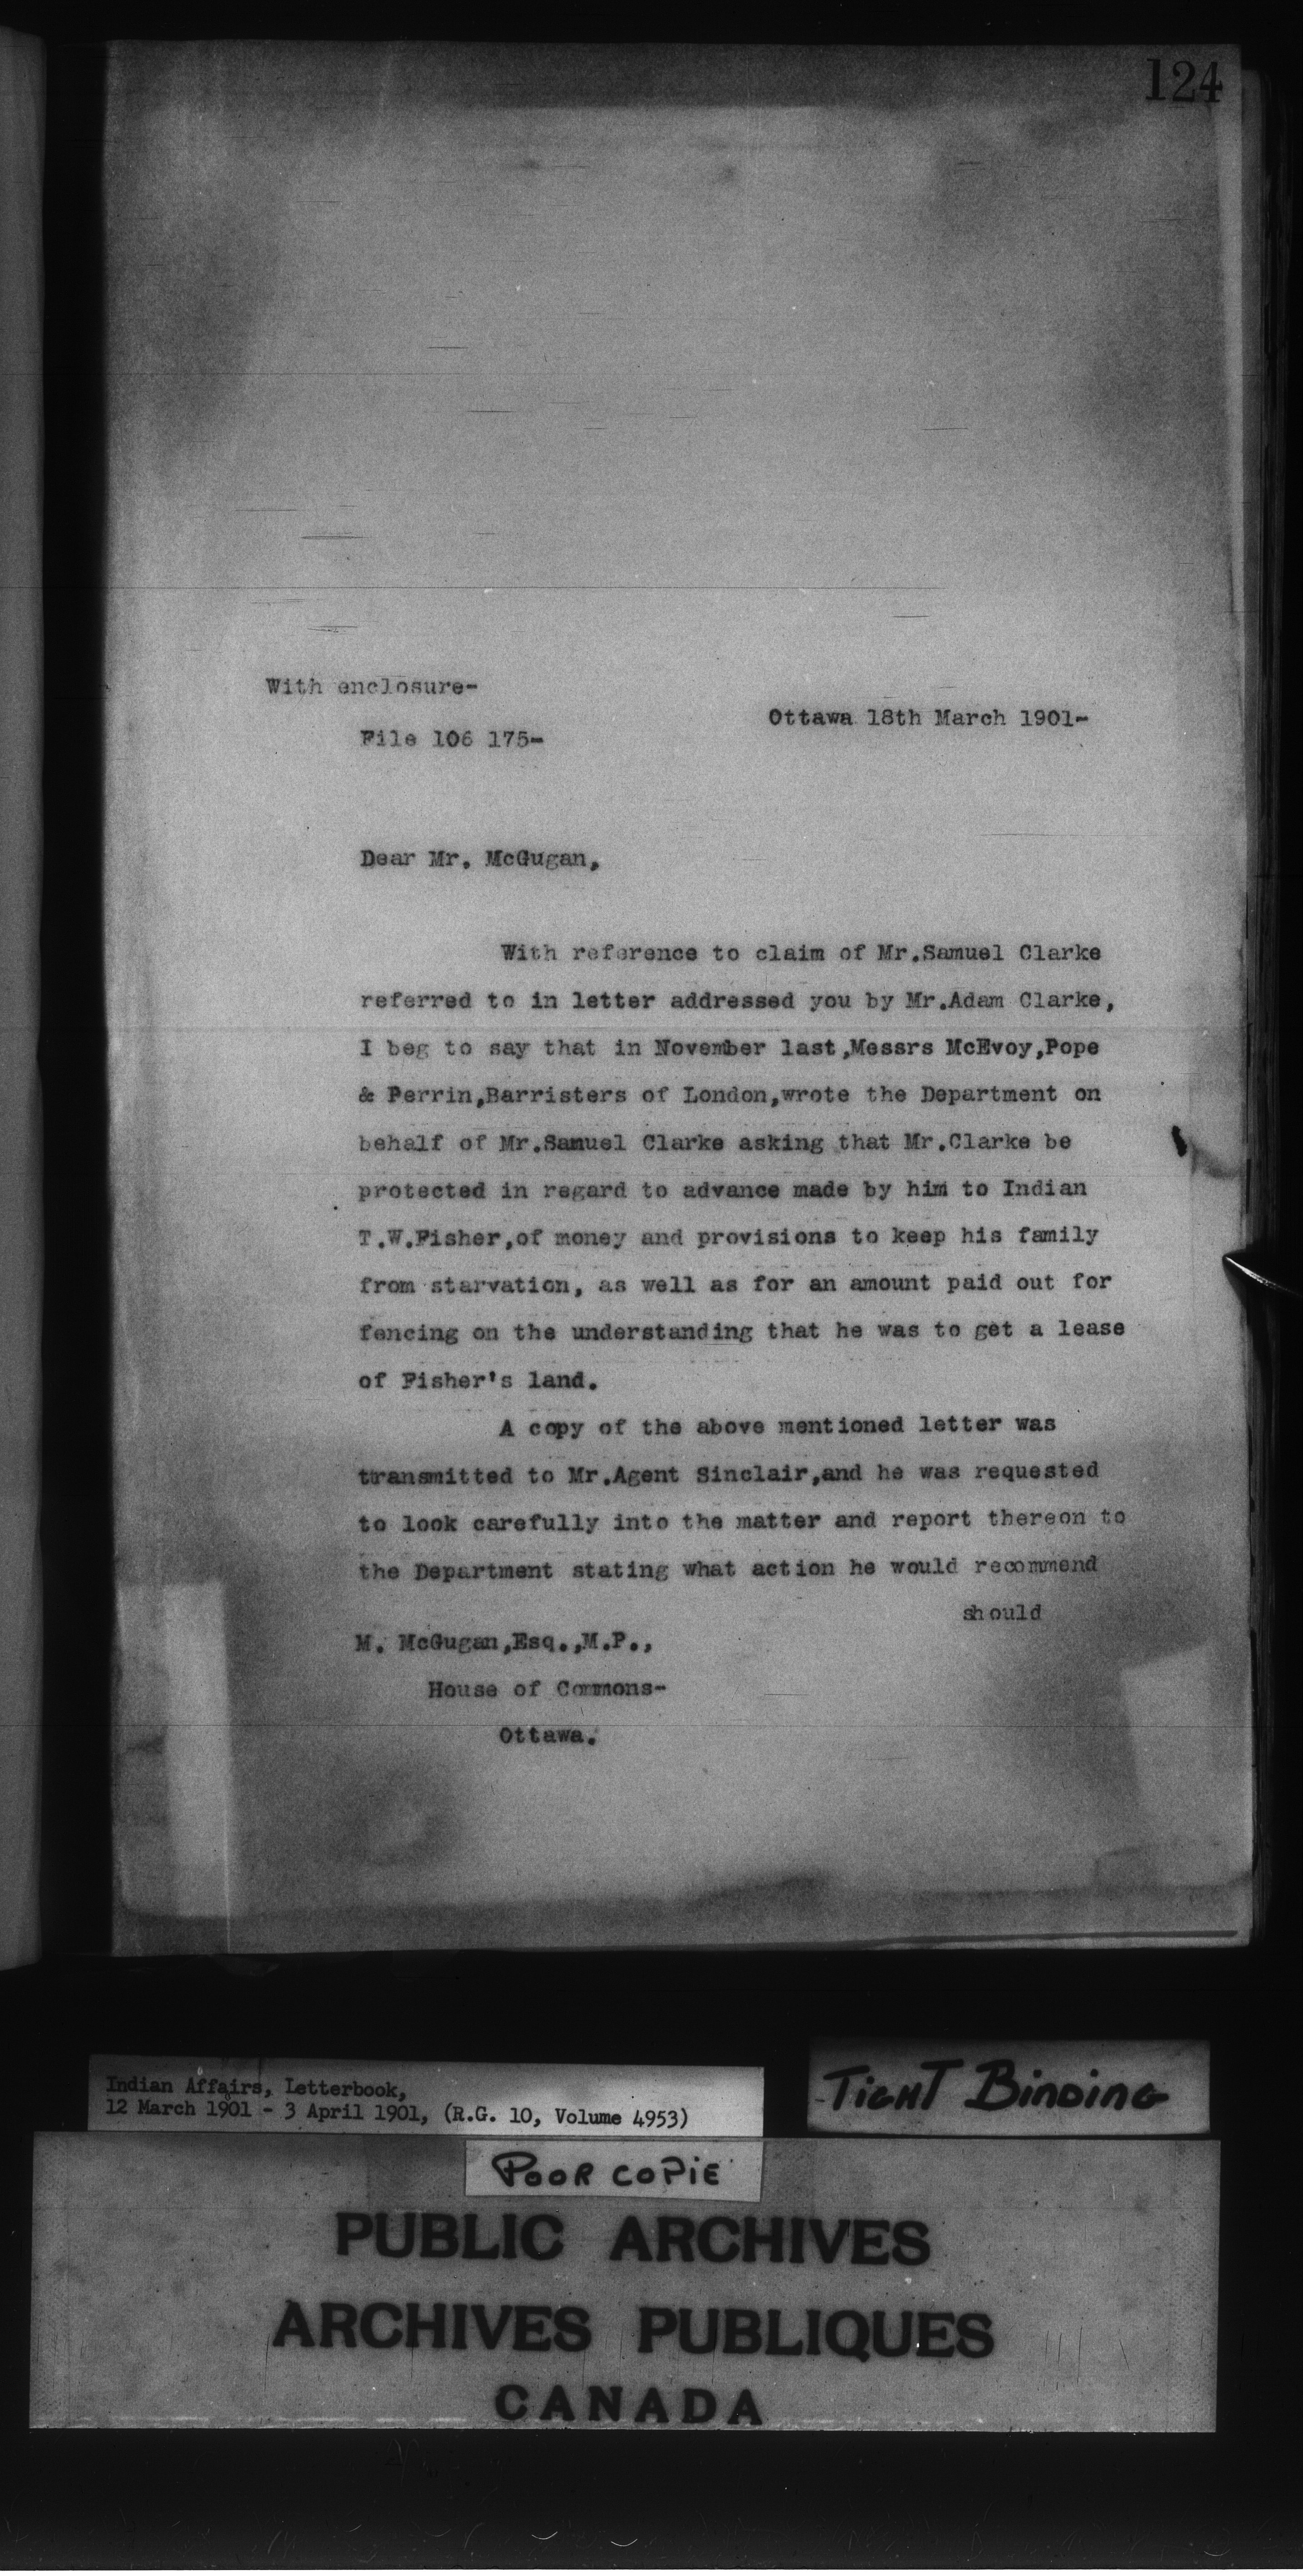 124
With enclosure-
Ottawa 18th March 1901-
File 106 175-
Dear Mr. McGugan,
With reference to claim of Mr.Samuel Clarke
referred to in letter addressed you by Mr.Adam Clarke,
I beg to say that in November last,Messrs McEvoy,Pope
& Perrin,Barristers of London,wrote the Department on
behalf of Mr.Samuel Clarke asking that Mr.Clarke be
protected in regard to advance made by him to Indian
T.W.Fisher,of money and provisions to keep his family
from starvation, as well as for an amount paid out for
fencing on the understanding that he was to get a lease
of Fisher's land.
A copy of the above mentioned letter was
ttransmitted to Mr.Agent Sinclair,and he was requested
to look carefully into the matter and report thereon to
the Department stating what action he would recommend
should
M. McGugan,Esq.,M.P.,
House of Commons-
Ottawa.
Indian Affairs, Letterbook,
12 March 1901 - 3 April 1901, (R.G. 10, Volume 4953)
TIGHT BINDING
POOR COPIE
PUBLIC ARCHIVES
ARCHIVES PUBLIQUES
CANADA